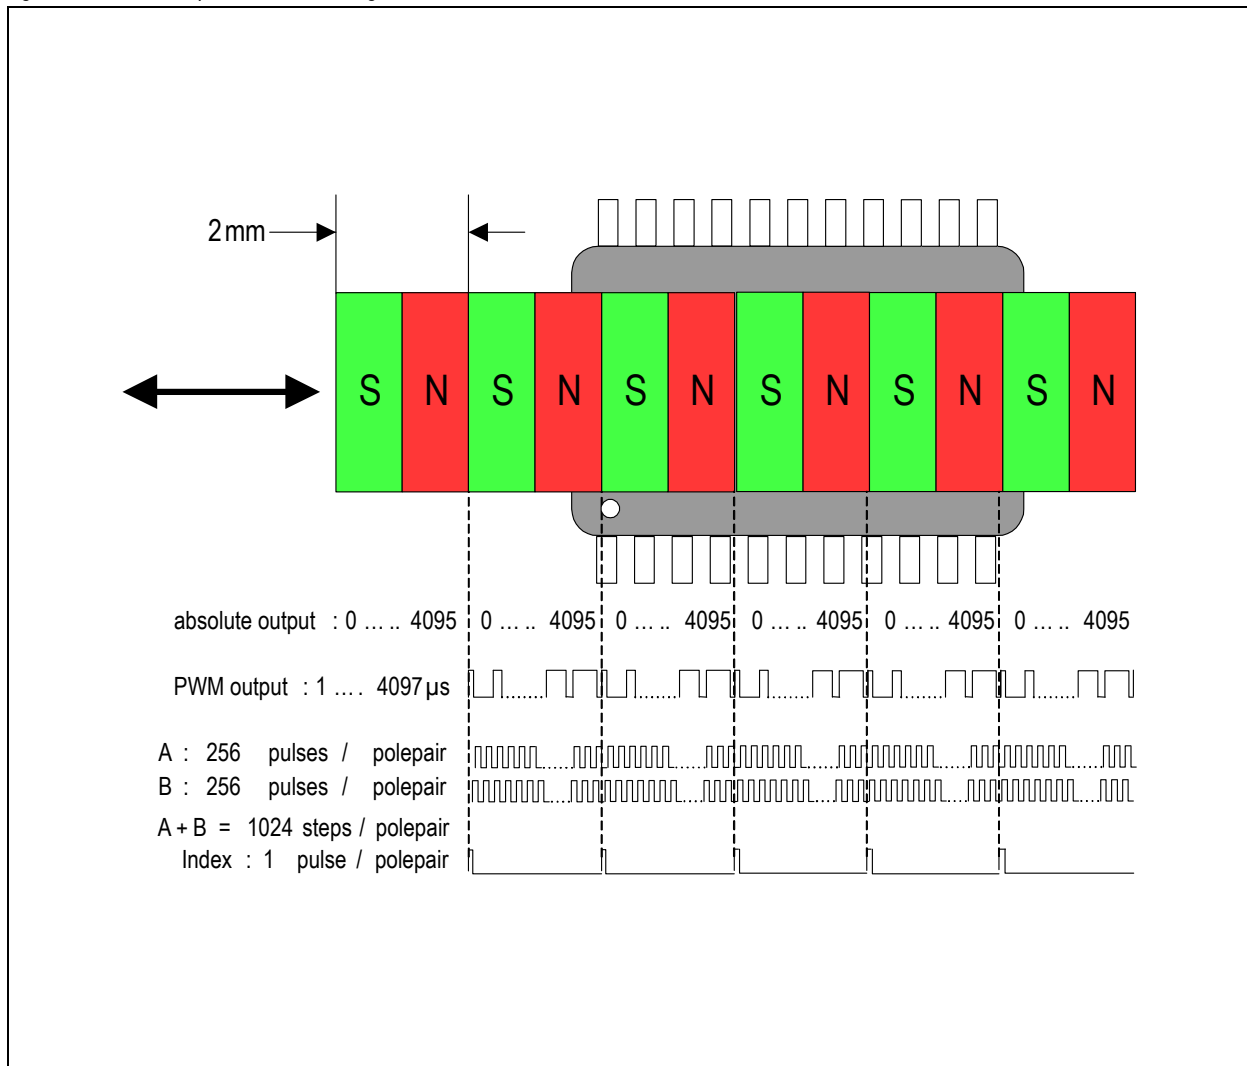 2mm
S N S N S N S N S N S N
absolute output : 0 ... .. 4095 0 ... .. 4095 0 ... .. 4095 0 ... .. 4095 0 ... .. 4095 0 ... .. 4095
PWM output : 1 ... . 4097 µs
A : 256 pulses / polepair
B : 256 pulses / polepair
A + B = 1024 steps / polepair
Index : 1 pulse / polepair